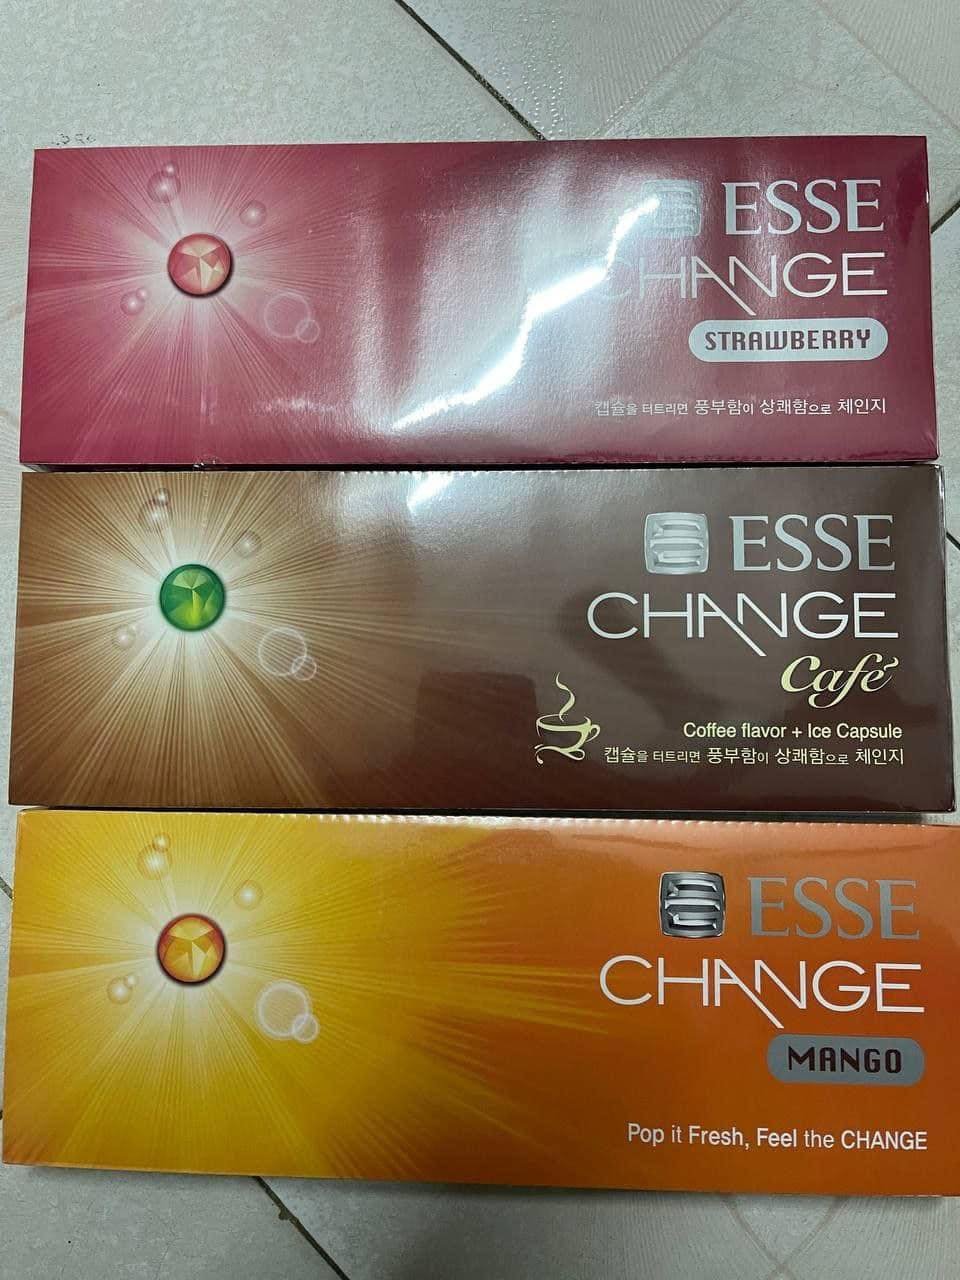 ESSE
CHANGE
STRAWBERRY
캡슐을 터트리면 풍부함이 상쾌함으로 체인지
ESSE
CHANGE
Café
Coffee flavor + Ice Capsule
캡슐을 터트리면 풍부함이 상쾌함으로 체인지
ESSE
CHANGE
MANGO
Pop it Fresh, Feel the CHANGE